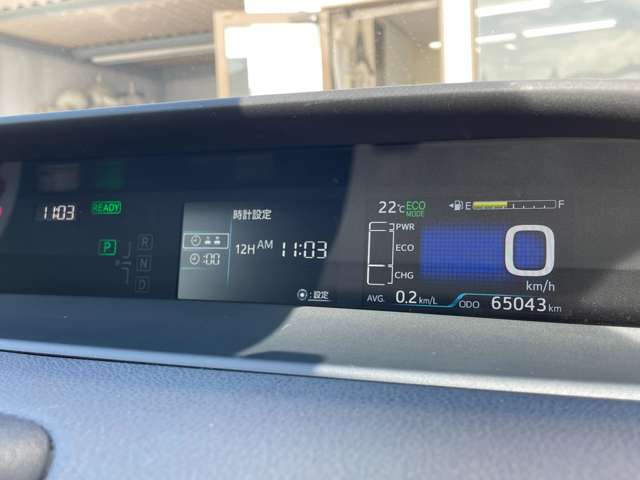 11:03 READY
P R
N
D
時計設定
12H AM 11:03
:00
:設定
22℃ ECO MODE
E F
PWR
ECO
CHG
0
km/h
AVG. 0.2 km/L ODO 65043 km